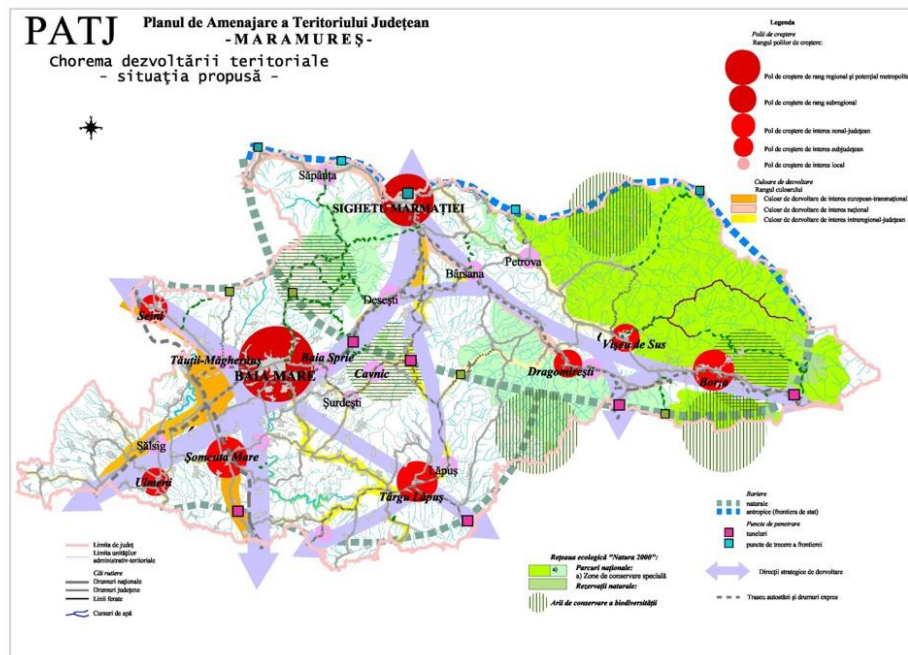 PATJ
Planul de Amenajare a Teritoriului Județean
- MARAMUREȘ-
Chorema dezvoltării teritoriale
- situația propusă -
Legenda
Polii de creștere
Rangul polilor de creștere:
Pol de creștere de rang regional și potențial metropolita
Pol de creștere de rang subregional
Pol de creștere de interes zonal-județean
Pol de creștere de interes subjudețean
Pol de creștere de interes local
Culoare de dezvoltare
Rangul culoarului
Culoar de dezvoltare de interes european-transnațional
Culoar de dezvoltare de interes național
Culoar de dezvoltare de interes intraregional-județean
Săpânța
SIGHETU MARMAȚIEI
Petrova
Bârsana
Desești
Seini
Vișeu de Sus
Tăuții-Măgherăuș
Baia Sprie
BAIA MARE
Cavnic
Dragomirești
Borșa
Șurdești
Sălsig
Șomcuta Mare
Lăpuș
Ulmeni
Târgu Lăpuș
Bariere
naturale
antropice (frontiera de stat)
Puncte de penetrare
tuneluri
puncte de trecere a frontierei
Direcții strategice de dezvoltare
Traseu autostrăzi și drumuri expres
Limita de județ
Limita unităților
administrativ-teritoriale
Căi rutiere
Drumuri naționale
Drumuri județene
Linii ferate
Cursuri de apă
Rețeaua ecologică "Natura 2000":
Parcuri naționale:
a)
a) Zone de conservare specială
Rezervații naturale:
Arii de conservare a biodiversității